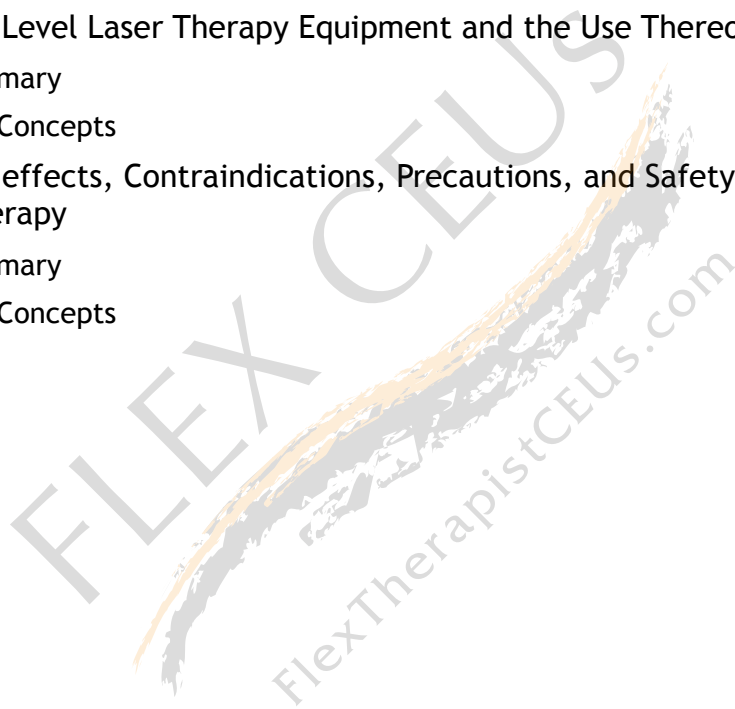 Level Laser Therapy Equipment and the Use Thereo
mary
Concepts
effects, Contraindications, Precautions, and Safety
erapy
mary
Concepts
FLEX CEUs
FlexTherapistCEUs.com